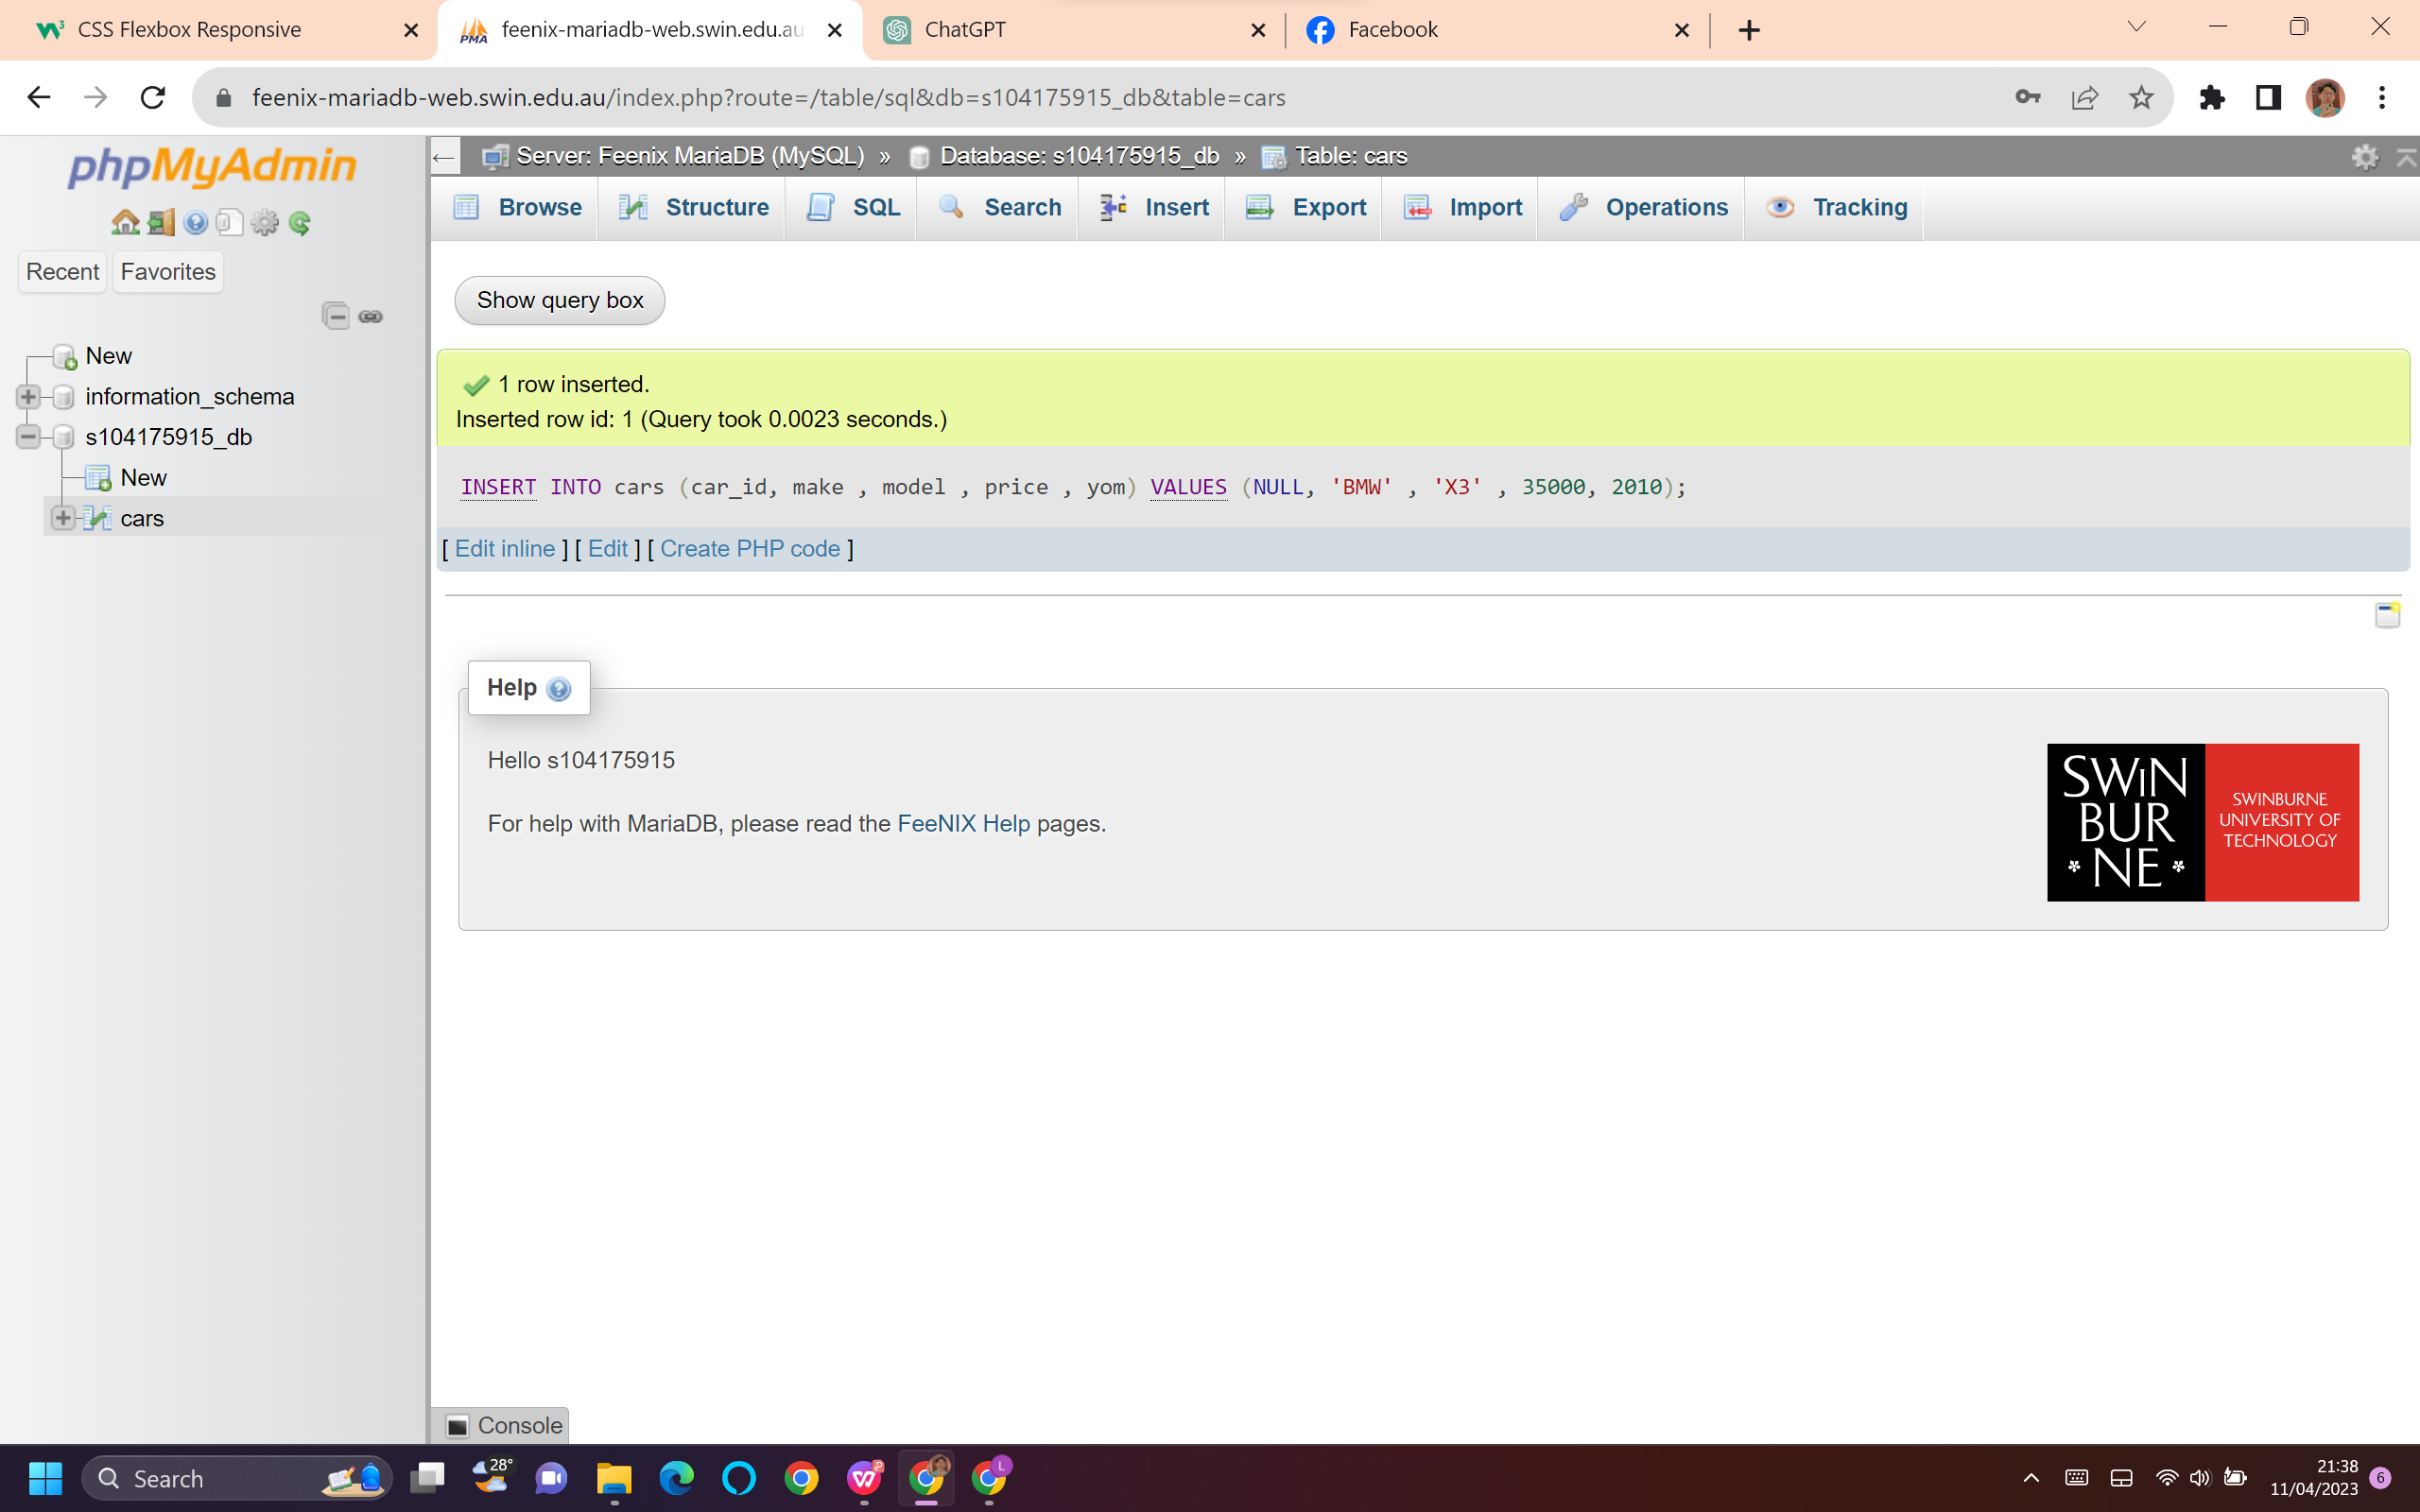 CSS Flexbox Responsive
feenix-mariadb-web.swin.edu.au
ChatGPT
Facebook
feenix-mariadb-web.swin.edu.au/index.php?route=/table/sql&db=s104175915_db&table=cars
phpMyAdmin
Server: Feenix MariaDB (MySQL) » Database: s104175915_db » Table: cars
Browse Structure SQL Search Insert Export Import Operations Tracking
Recent Favorites
New
information_schema
s104175915_db
New
cars
Show query box
1 row inserted.
Inserted row id: 1 (Query took 0.0023 seconds.)
INSERT INTO cars (car_id, make , model , price , yom) VALUES (NULL, 'BMW' , 'X3' , 35000, 2010);
[ Edit inline ] [ Edit ] [ Create PHP code ]
Help
Hello s104175915
For help with MariaDB, please read the FeeNIX Help pages.
SWIN
BUR
* NE *
SWINBURNE
UNIVERSITY OF
TECHNOLOGY
Console
Search
28°
L
21:38
11/04/2023
6